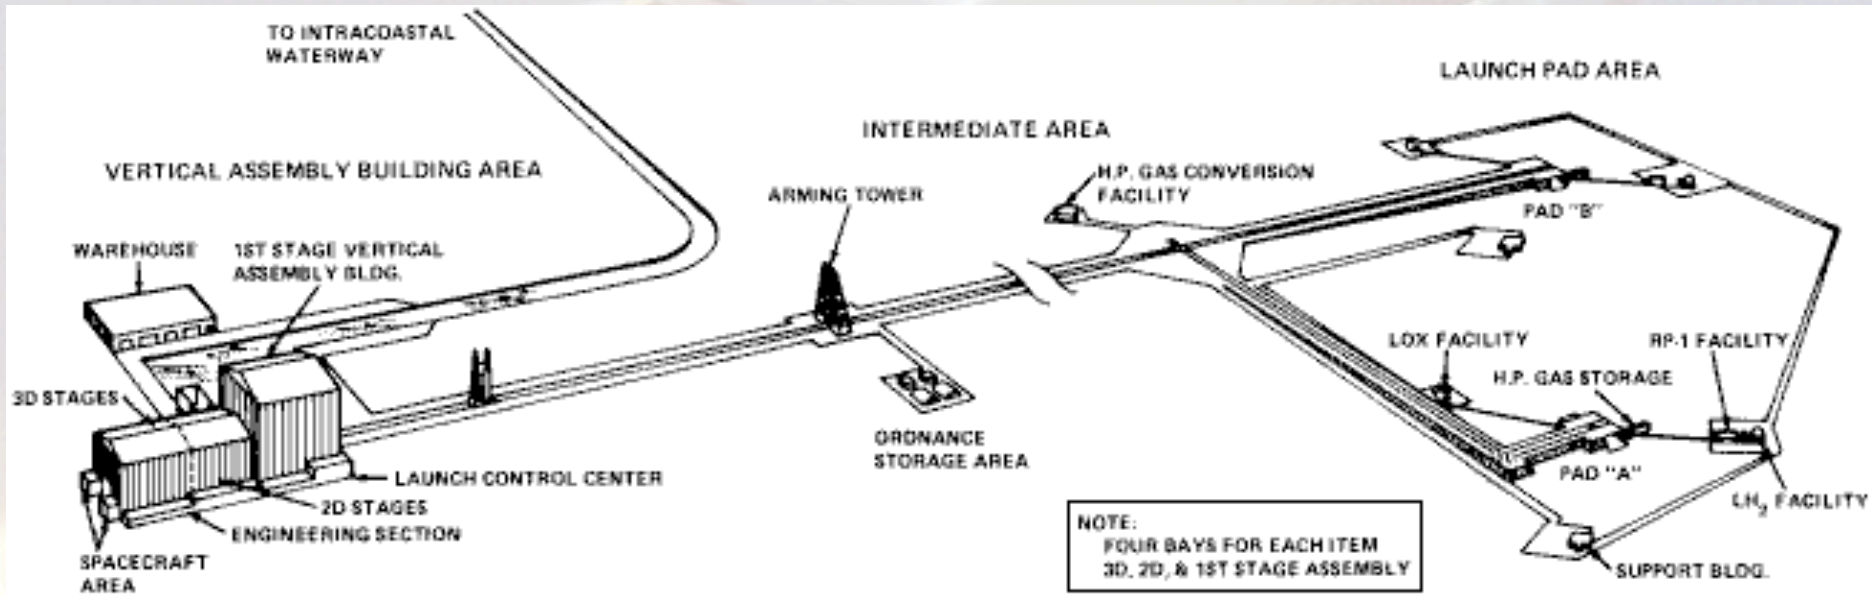 TO INTRACOASTAL
WATERWAY
LAUNCH PAD AREA
INTERMEDIATE AREA
VERTICAL ASSEMBLY BUILDING AREA
H.P. GAS CONVERSION
FACILITY
ARMING TOWER
PAD "B"
WAREHOUSE
1ST STAGE VERTICAL
ASSEMBLY BLDG.
LOX FACILITY
RP-1 FACILITY
H.P. GAS STORAGE
3D STAGES
ORDNANCE
STORAGE AREA
PAD "A"
LAUNCH CONTROL CENTER
2D STAGES
LH₂ FACILITY
ENGINEERING SECTION
NOTE:
FOUR BAYS FOR EACH ITEM
3D, 2D, & 1ST STAGE ASSEMBLY
SPACECRAFT
AREA
SUPPORT BLDG.